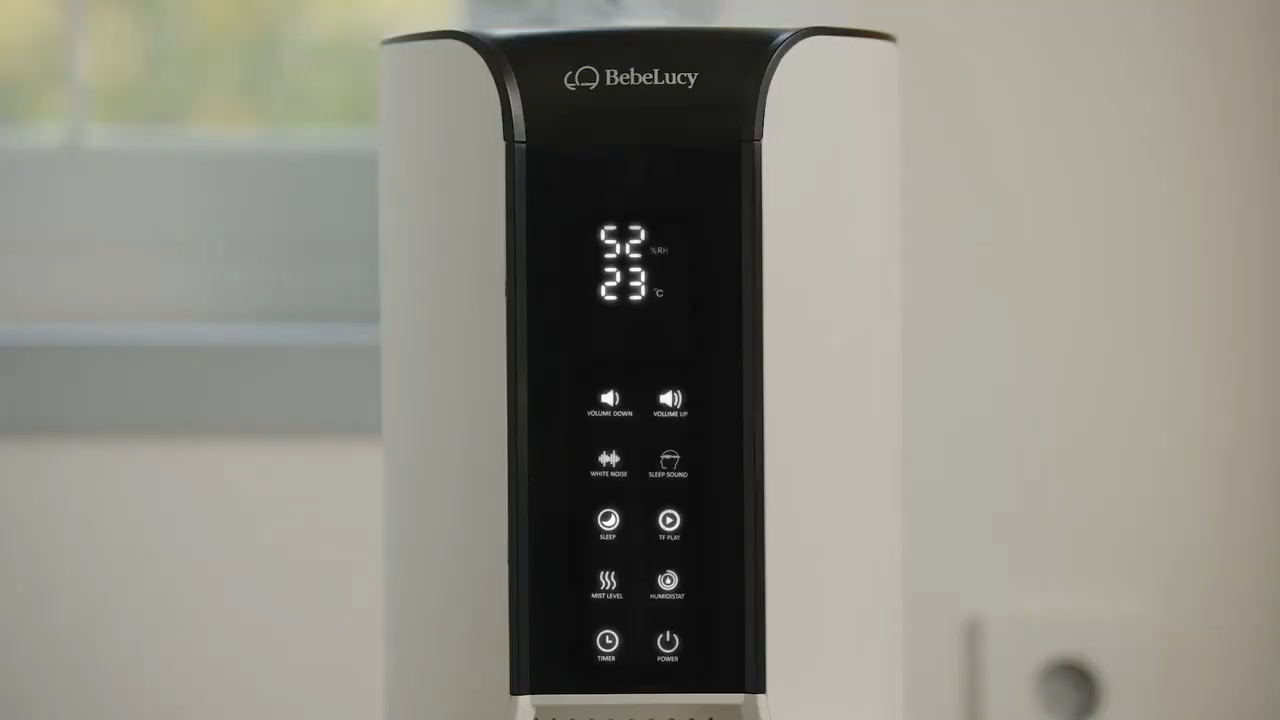 BebeLucy
52 %RH
23 °C
VOLUME DOWN VOLUME UP
WHITE NOISE SLEEP SOUND
SLEEP TF PLAY
MIST LEVEL HUMIDISTAT
TIMER POWER